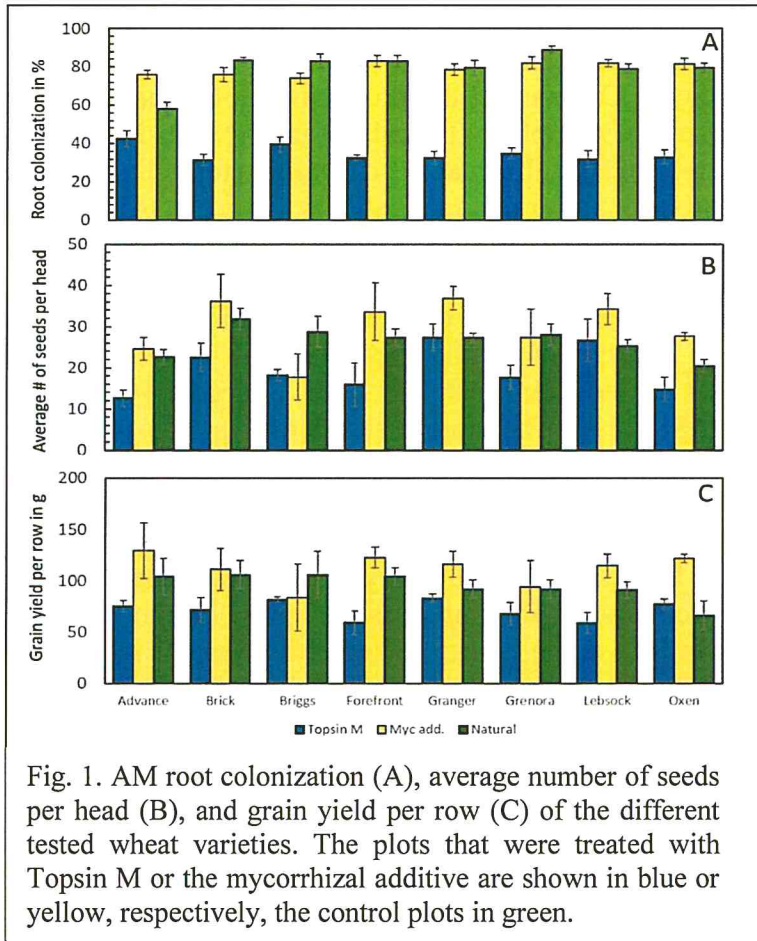 A
Root colonization in %
100
80
60
40
20
0
B
Average # of seeds per head
50
40
30
20
10
0
C
Grain yield per row in g
200
150
100
50
0
Advance Brick Briggs Forefront Granger Grenora Lebsock Oxen
Topsin M Myc add. Natural
Fig. 1. AM root colonization (A), average number of seeds
per head (B), and grain yield per row (C) of the different
tested wheat varieties. The plots that were treated with
Topsin M or the mycorrhizal additive are shown in blue or
yellow, respectively, the control plots in green.